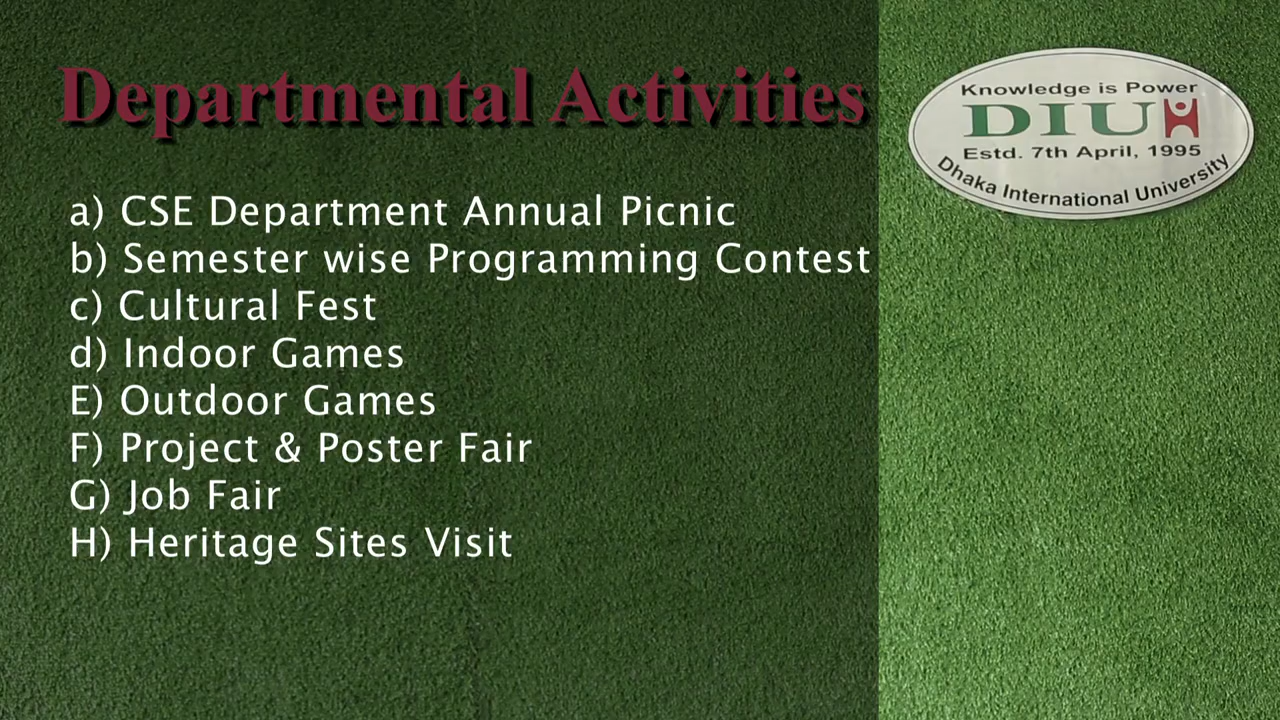 Departmental Activities
a) CSE Department Annual Picnic
b) Semester wise Programming Contest
c) Cultural Fest
d) Indoor Games
E) Outdoor Games
F) Project & Poster Fair
G) Job Fair
H) Heritage Sites Visit
Knowledge is Power
DIU
Estd. 7th April, 1995
Dhaka International University